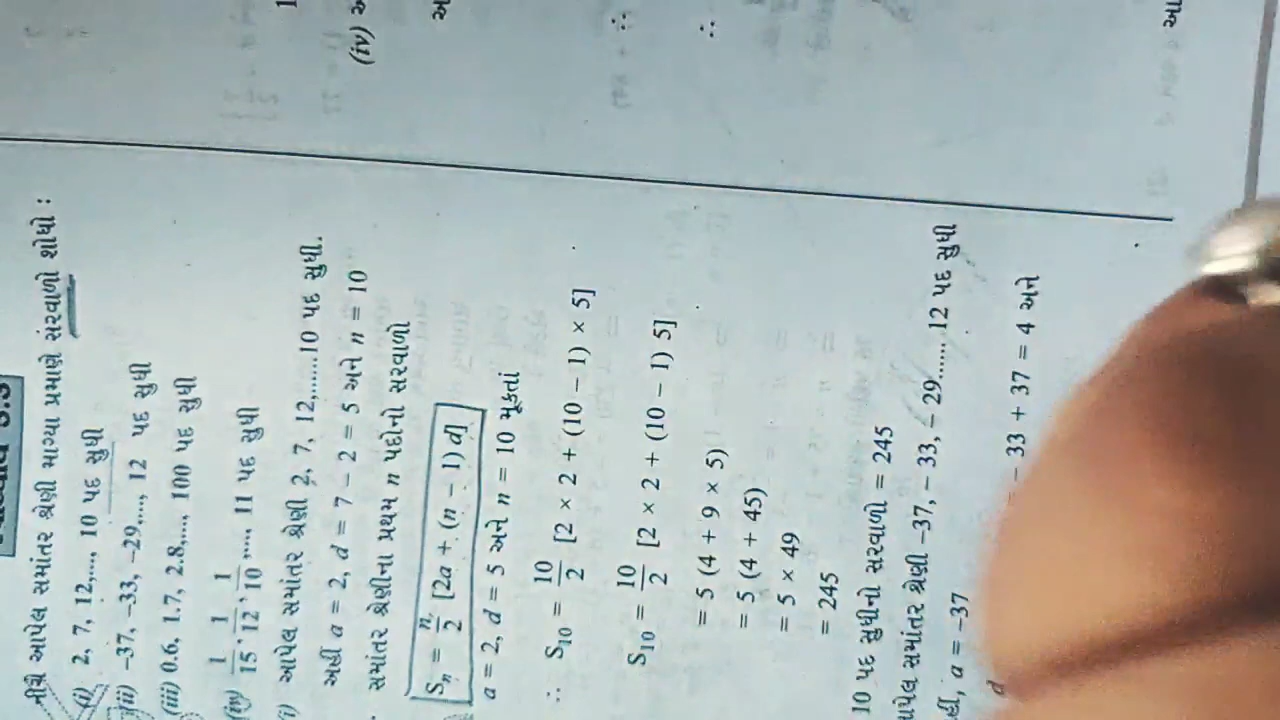 નીચે આપેલ સમાંતર શ્રેણી માગ્યા પ્રમાણે સંરવાળો શોધો :
(i) 2, 7, 12,...., 10 પદ સુધી
(ii) –37, –33, –29,...., 12 પદ સુધી
(iii) 0.6, 1.7, 2.8,...., 100 પદ સુધી
(iv) 1/15, 1/12, 1/10,...., 11 પદ સુધી
i) આપેલ સમાંતર શ્રેણી 2, 7, 12,......10 પદ સુધી.
અહીં a = 2, d = 7 – 2 = 5 અને n = 10
સમાંતર શ્રેણીના પ્રથમ n પદોનો સરવાળો
Sn = n/2 [2a + (n – 1) d]
a = 2, d = 5 અને n = 10 મૂકતાં
∴ S10 = 10/2 [2 × 2 + (10 – 1) × 5]
S10 = 10/2 [2 × 2 + (10 – 1) 5]
= 5 (4 + 9 × 5)
= 5 (4 + 45)
= 5 × 49
= 245
10 પદ સુધીનો સરવાળો = 245
આપેલ સમાંતર શ્રેણી –37, – 33, – 29...... 12 પદ સુધી
અહીં, a = –37
d = – 33 + 37 = 4 અને
(iv)
∴
∴